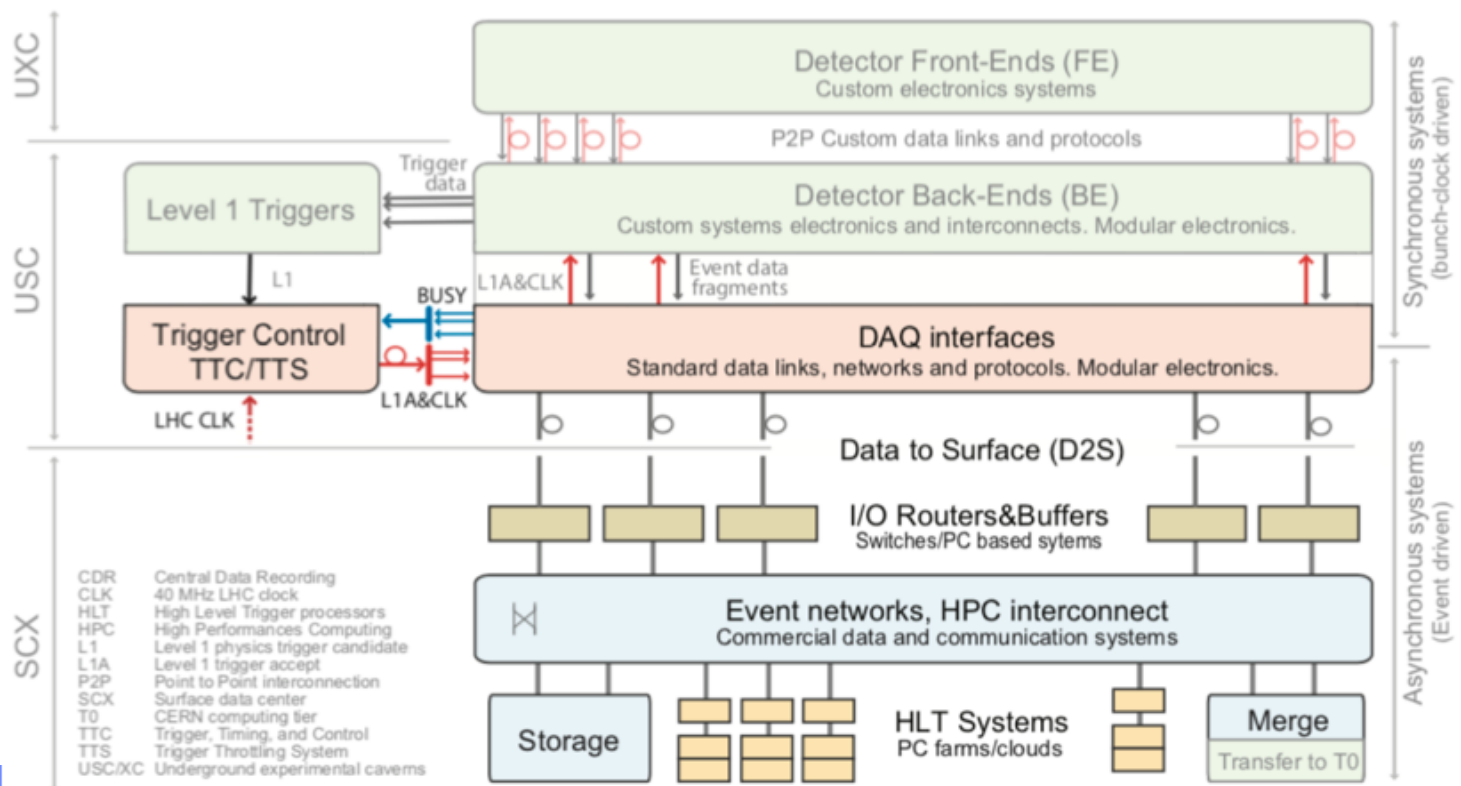 UXC
Detector Front-Ends (FE)
Custom electronics systems
P2P Custom data links and protocols
Synchronous systems
(bunch-clock driven)
USC
Trigger
data
Level 1 Triggers
Detector Back-Ends (BE)
Custom systems electronics and interconnects. Modular electronics.
L1
L1A&CLK
Event data
fragments
BUSY
Trigger Control
TTC/TTS
DAQ interfaces
Standard data links, networks and protocols. Modular electronics.
L1A&CLK
LHC CLK
Data to Surface (D2S)
Asynchronous systems
(Event driven)
SCX
I/O Routers&Buffers
Switches/PC based sytems
Event networks, HPC interconnect
Commercial data and communication systems
CDR Central Data Recording
CLK 40 MHz LHC clock
HLT High Level Trigger processors
HPC High Performances Computing
L1 Level 1 physics trigger candidate
L1A Level 1 trigger accept
P2P Point to Point interconnection
SCX Surface data center
T0 CERN computing tier
TTC Trigger, Timing, and Control
TTS Trigger Throttling System
USC/XC Underground experimental caverns
Storage
HLT Systems
PC farms/clouds
Merge
Transfer to T0